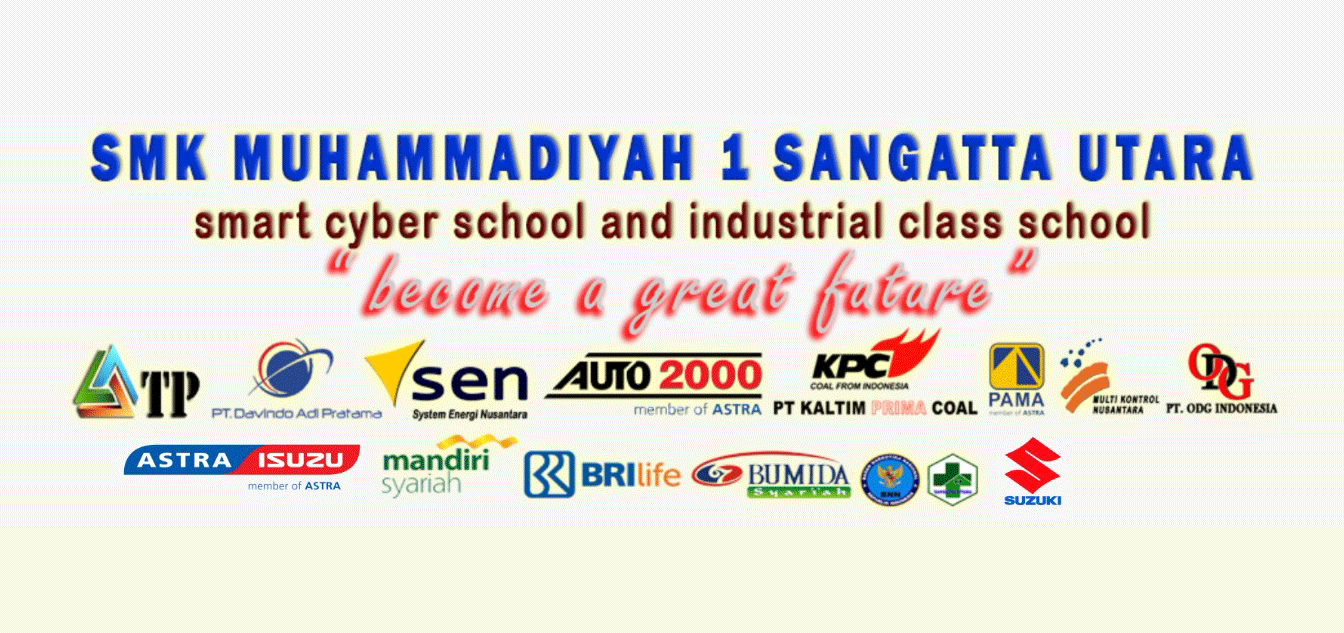 SMK MUHAMMADIYAH 1 SANGATTA UTARA
smart cyber school and industrial class school
“ become a great future ”
TP
PT. Davindo Adi Pratama
sen
System Energi Nusantara
AUTO 2000
member of ASTRA
KPC
COAL FROM INDONESIA
PT KALTIM PRIMA COAL
PAMA
member of ASTRA
MULTI KONTROL
NUSANTARA
ODG
PT. ODG INDONESIA
ASTRA ISUZU
member of ASTRA
mandiri
syariah
BRI life
BUMIDA
Syariah
BNN
SUZUKI